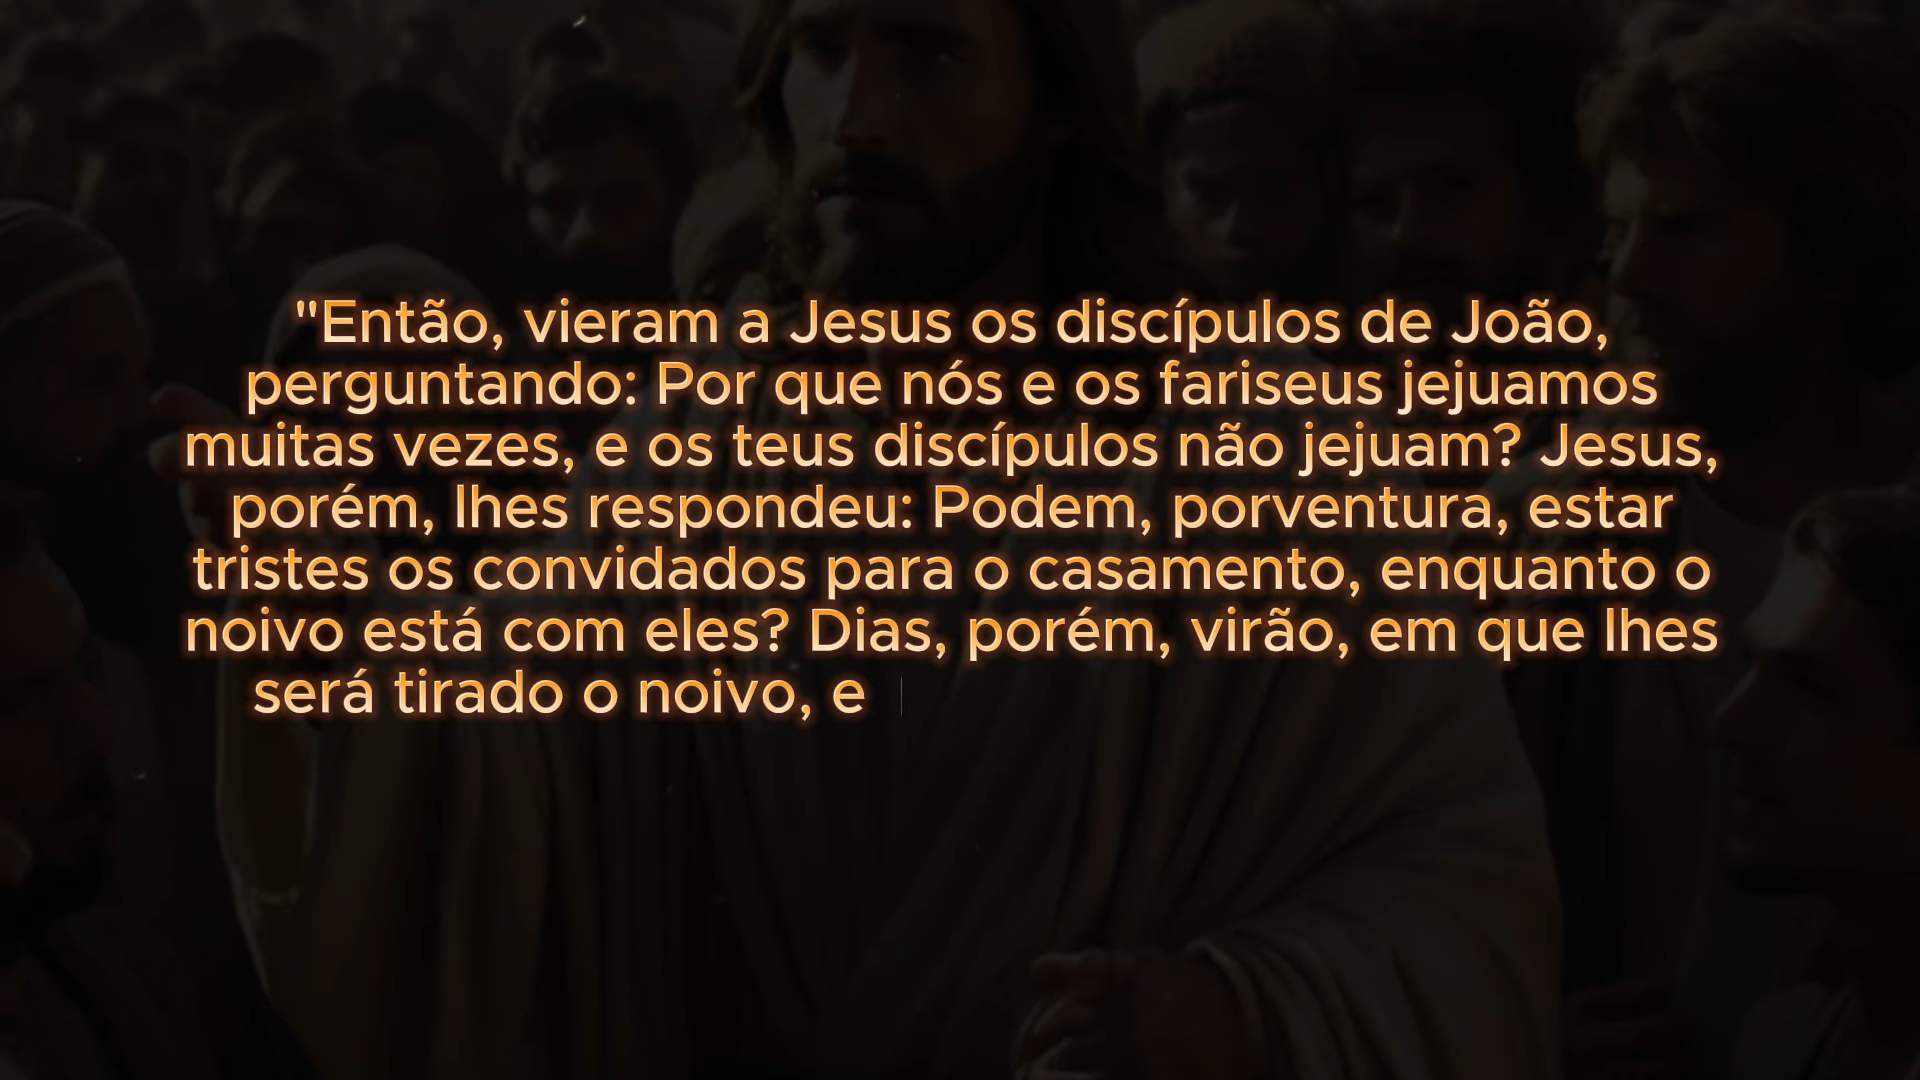 "Então, vieram a Jesus os discípulos de João,
perguntando: Por que nós e os fariseus jejuamos
muitas vezes, e os teus discípulos não jejuam? Jesus,
porém, lhes respondeu: Podem, porventura, estar
tristes os convidados para o casamento, enquanto o
noivo está com eles? Dias, porém, virão, em que lhes
será tirado o noivo, e